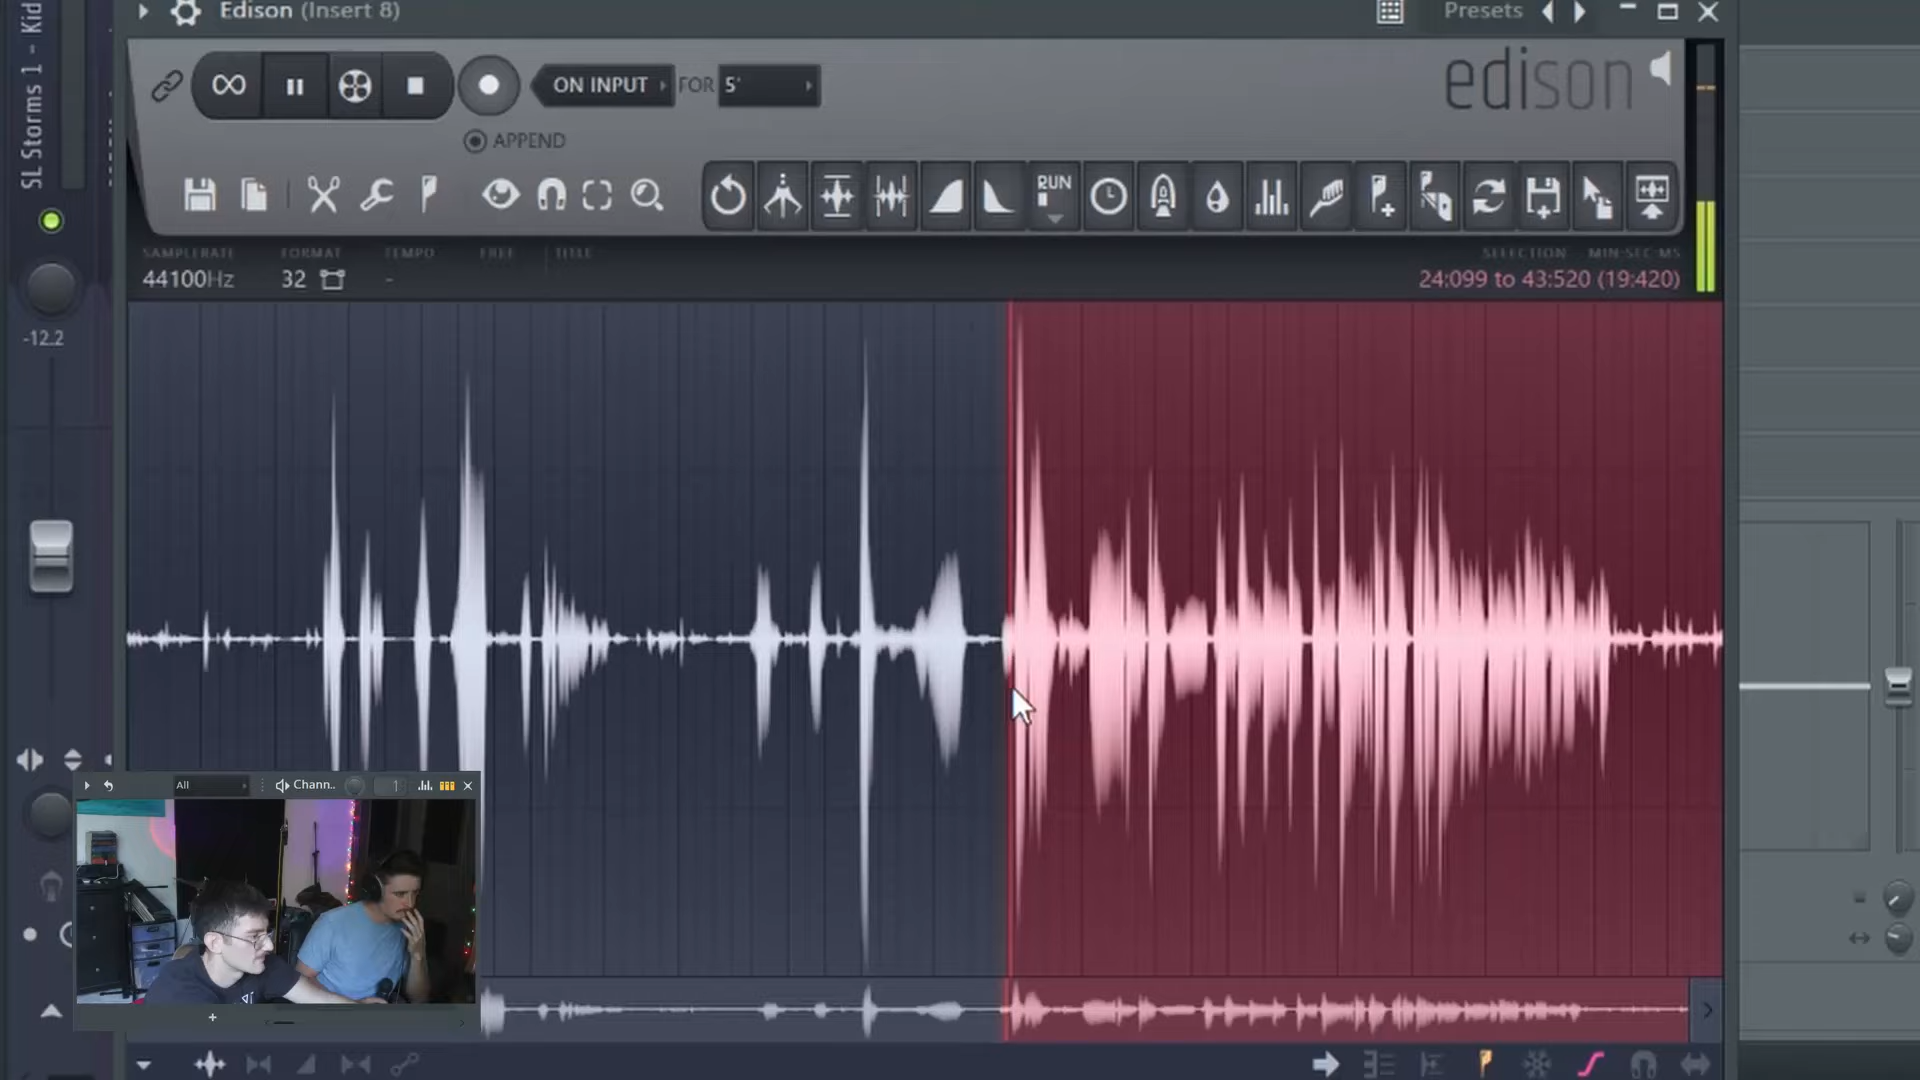 Edison (Insert 8)
Presets
SL Storms 1 - Kid
ON INPUT
FOR
5'
edison
APPEND
RUN
SAMPLERATE
FORMAT
TEMPO
FREE
TITLE
SELECTION
MIN:SEC:MS
44100Hz
32
-
24:099 to 43:520 (19:420)
-12.2
All
Chann..
1